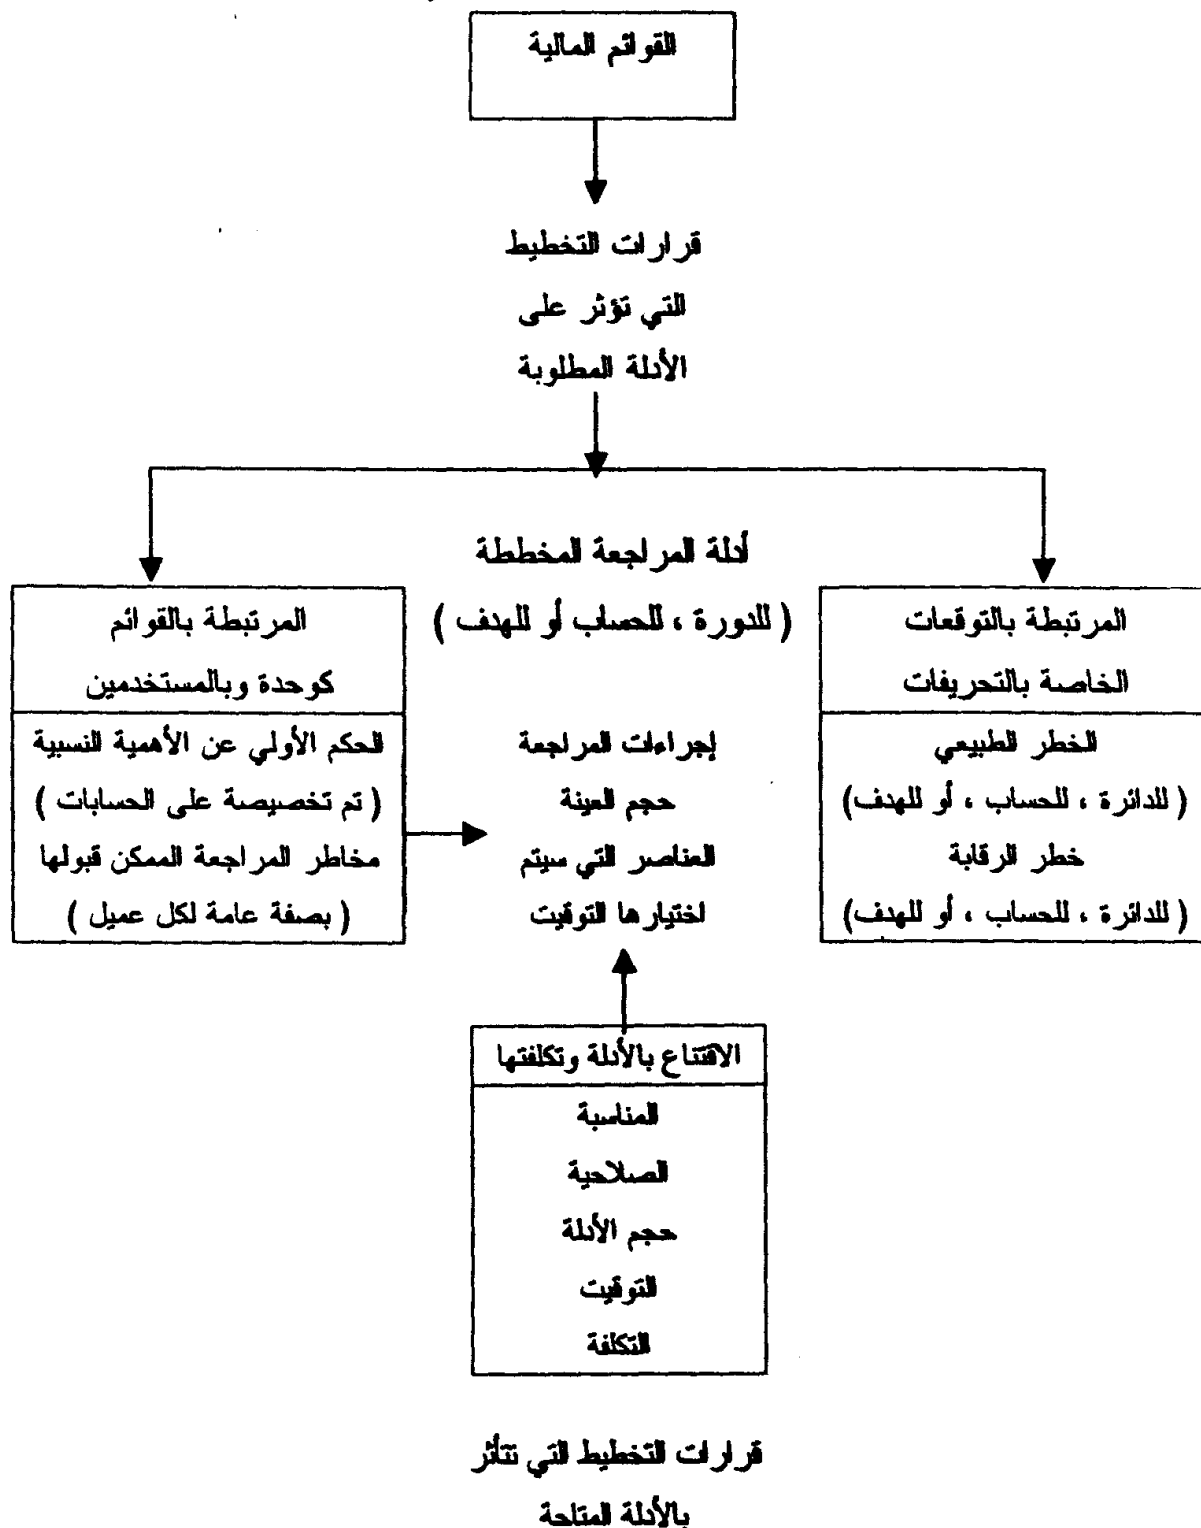 القوائم المالية
قرارات التخطيط
التي تؤثر على
الأدلة المطلوبة
المرتبطة بالتوقعات
الخاصة بالتحريفات
الخطر الطبيعي
( للدائرة ، للحساب ، أو للهدف)
خطر الرقابة
( للدائرة ، للحساب ، أو للهدف)
أدلة المراجعة المخططة
( للدورة ، للحساب أو للهدف )
إجراءات المراجعة
حجم العينة
العناصر التي سيتم
اختيارها التوقيت
المرتبطة بالقوائم
كوحدة وبالمستخدمين
الحكم الأولي عن الأهمية النسبية
( تم تخصيصة على الحسابات )
مخاطر المراجعة الممكن قبولها
( بصفة عامة لكل عميل )
الاقتناع بالأدلة وتكلفتها
المناسبة
الصلاحية
حجم الأدلة
التوقيت
التكلفة
قرارات التخطيط التي تتأثر
بالأدلة المتاحة